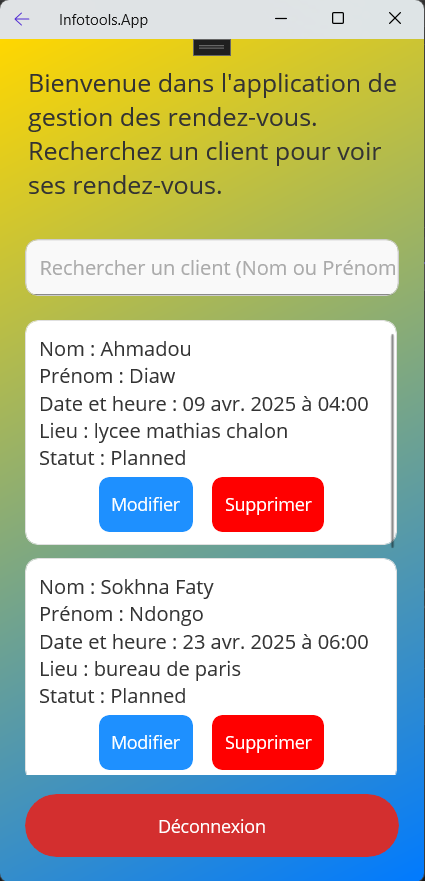 Infotools.App
Bienvenue dans l'application de
gestion des rendez-vous.
Recherchez un client pour voir
ses rendez-vous.
Rechercher un client (Nom ou Prénom
Nom : Ahmadou
Prénom : Diaw
Date et heure : 09 avr. 2025 à 04:00
Lieu : lycee mathias chalon
Statut : Planned
Modifier Supprimer
Nom : Sokhna Faty
Prénom : Ndongo
Date et heure : 23 avr. 2025 à 06:00
Lieu : bureau de paris
Statut : Planned
Modifier Supprimer
Déconnexion